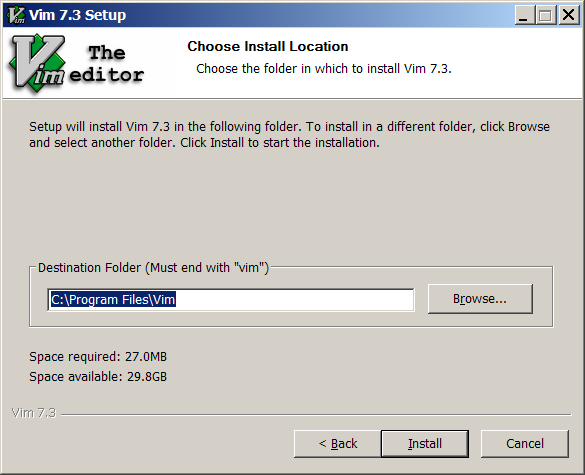 Vim 7.3 Setup
The
Vim editor
Choose Install Location
Choose the folder in which to install Vim 7.3.
Setup will install Vim 7.3 in the following folder. To install in a different folder, click Browse
and select another folder. Click Install to start the installation.
Destination Folder (Must end with "vim")
C:\Program Files\Vim
Browse...
Space required: 27.0MB
Space available: 29.8GB
Vim 7.3
< Back
Install
Cancel